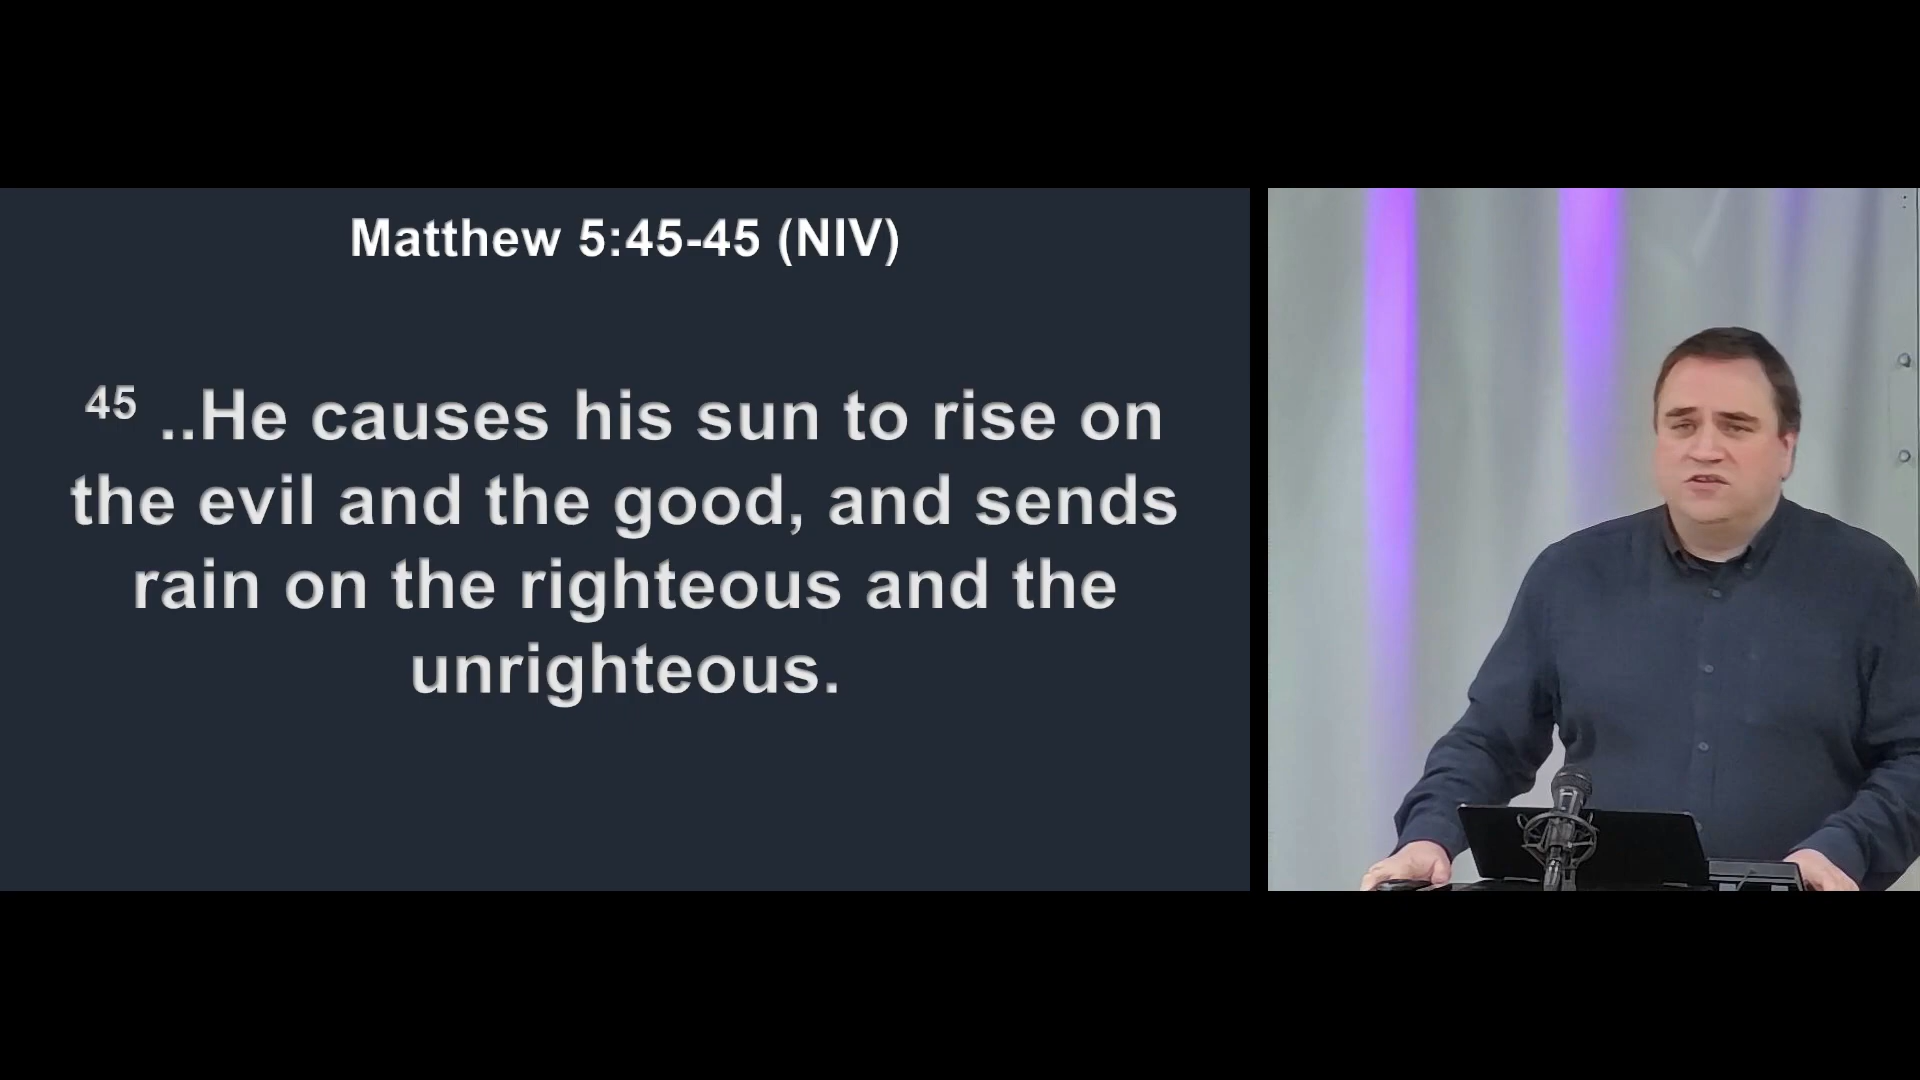 Matthew 5:45-45 (NIV)
45 ..He causes his sun to rise on
the evil and the good, and sends
rain on the righteous and the
unrighteous.